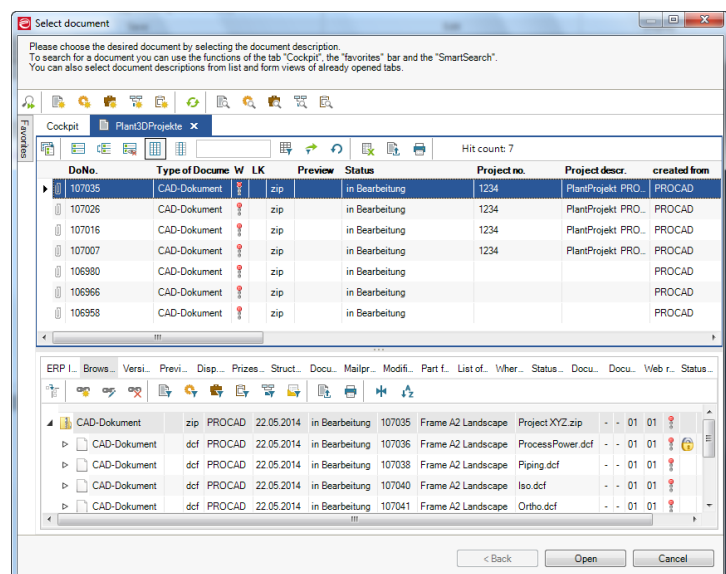 Select document
Please choose the desired document by selecting the document description.
To search for a document you can use the functions of the tab "Cockpit", the "favorites" bar and the "SmartSearch".
You can also select document descriptions from list and form views of already opened tabs.
Favorites
Cockpit Plant3DProjekte
Hit count: 7
DoNo. Type of Docume W LK Preview Status Project no. Project descr. created from
107035 CAD-Dokument zip in Bearbeitung 1234 PlantProjekt PRO... PROCAD
107026 CAD-Dokument zip in Bearbeitung 1234 PlantProjekt PRO... PROCAD
107016 CAD-Dokument zip in Bearbeitung 1234 PlantProjekt PRO... PROCAD
107007 CAD-Dokument zip in Bearbeitung 1234 PlantProjekt PRO... PROCAD
106980 CAD-Dokument zip in Bearbeitung PROCAD
106966 CAD-Dokument zip in Bearbeitung PROCAD
106958 CAD-Dokument zip in Bearbeitung PROCAD
ERP I... Brows... Versi... Previ... Disp... Prizes... Struct... Docu... Mailpr... Modifi... Part f... List of... Wher... Status... Docu... Docu... Web r... Status...
CAD-Dokument zip PROCAD 22.05.2014 in Bearbeitung 107035 Frame A2 Landscape Project XYZ.zip - - 01 01
CAD-Dokument dcf PROCAD 22.05.2014 in Bearbeitung 107036 Frame A2 Landscape ProcessPower.dcf - - 01 01
CAD-Dokument dcf PROCAD 22.05.2014 in Bearbeitung 107038 Frame A2 Landscape Piping.dcf - - 01 01
CAD-Dokument dcf PROCAD 22.05.2014 in Bearbeitung 107040 Frame A2 Landscape Iso.dcf - - 01 01
CAD-Dokument dcf PROCAD 22.05.2014 in Bearbeitung 107041 Frame A2 Landscape Ortho.dcf - - 01 01
< Back Open Cancel